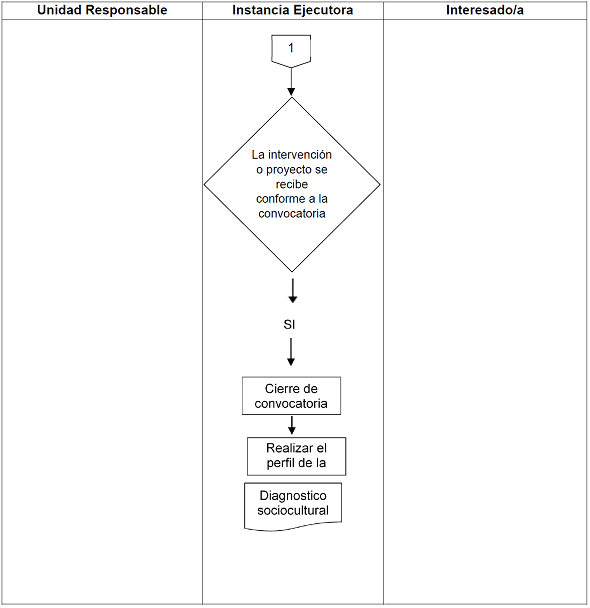 Unidad Responsable
Instancia Ejecutora
Interesado/a
1
La intervención
o proyecto se
recibe
conforme a la
convocatoria
SI
Cierre de
convocatoria
Realizar el
perfil de la
Diagnostico
sociocultural